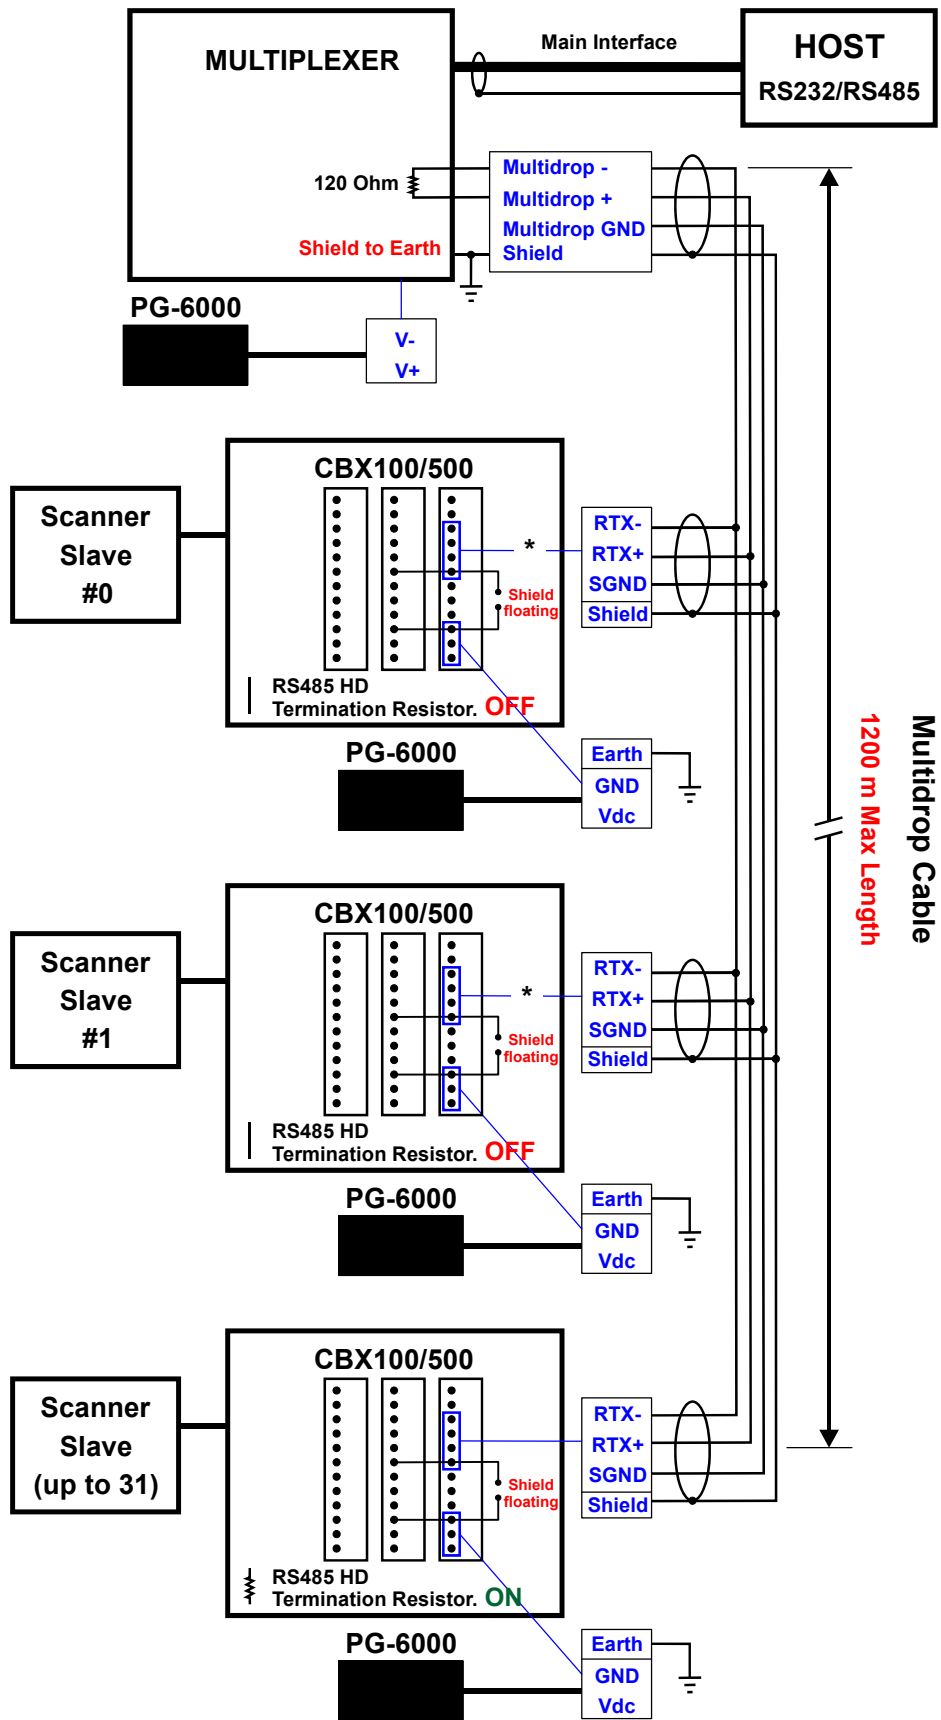 MULTIPLEXER
Main Interface
HOST
RS232/RS485
120 Ohm
Multidrop -
Multidrop +
Multidrop GND
Shield
Shield to Earth
PG-6000
V-
V+
CBX100/500
Scanner
Slave
#0
*
RTX-
RTX+
SGND
Shield
Shield
floating
RS485 HD
Termination Resistor. OFF
PG-6000
Earth
GND
Vdc
Multidrop Cable
1200 m Max Length
CBX100/500
Scanner
Slave
#1
*
RTX-
RTX+
SGND
Shield
Shield
floating
RS485 HD
Termination Resistor. OFF
PG-6000
Earth
GND
Vdc
CBX100/500
Scanner
Slave
(up to 31)
RTX-
RTX+
SGND
Shield
Shield
floating
RS485 HD
Termination Resistor. ON
PG-6000
Earth
GND
Vdc